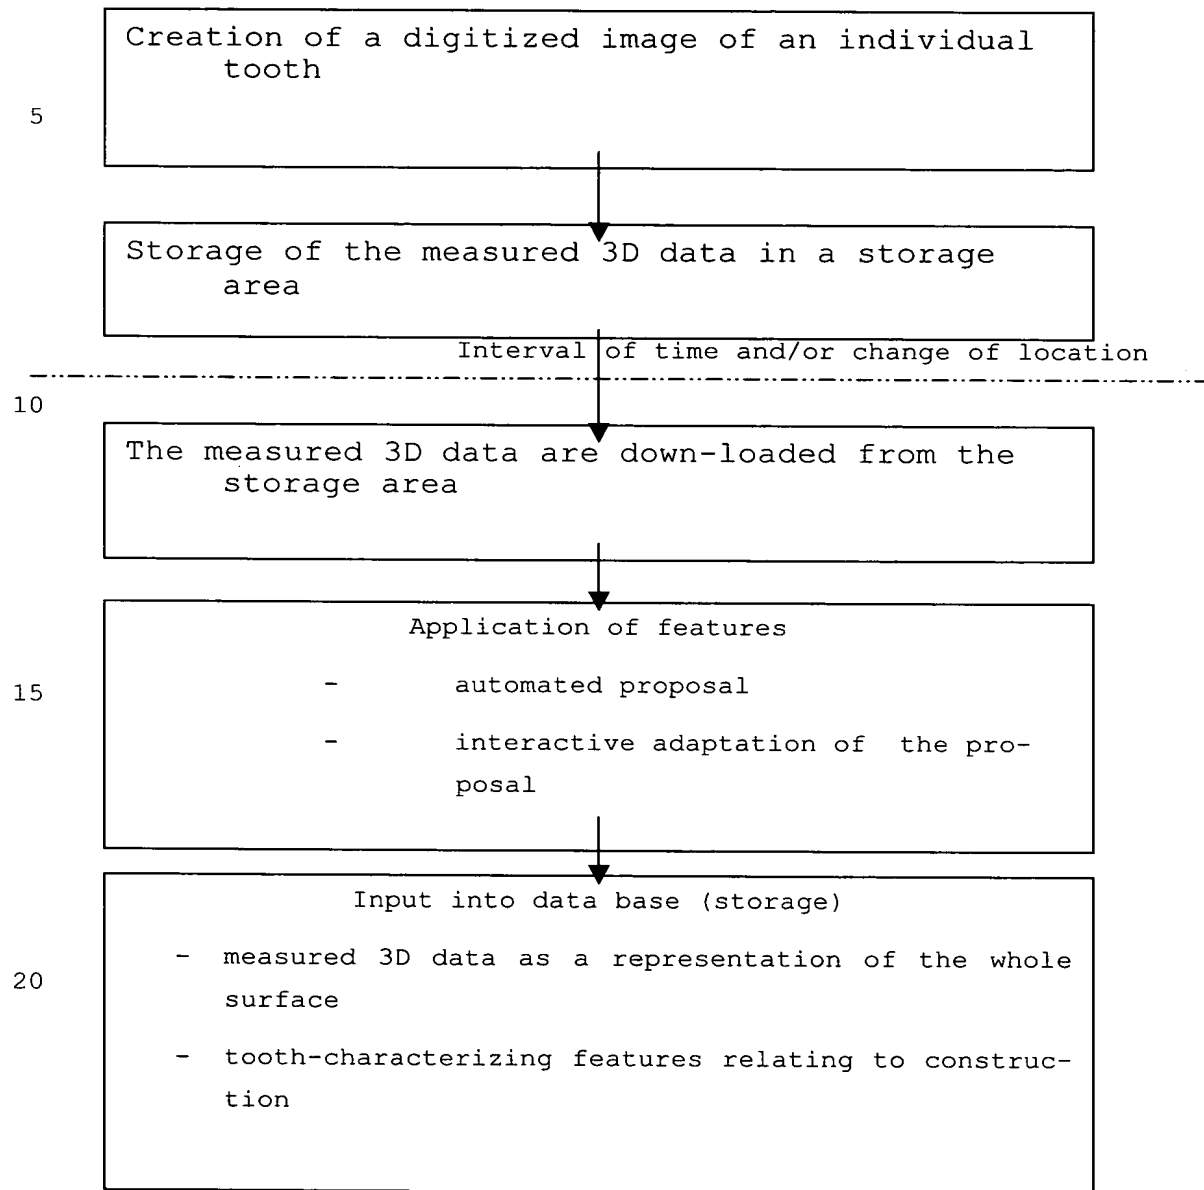 Creation of a digitized image of an individual
tooth
5
Storage of the measured 3D data in a storage
area
Interval of time and/or change of location
10
The measured 3D data are down-loaded from the
storage area
Application of features
- automated proposal
15
- interactive adaptation of the pro-
posal
Input into data base (storage)
- measured 3D data as a representation of the whole
20
surface
- tooth-characterizing features relating to construc-
tion